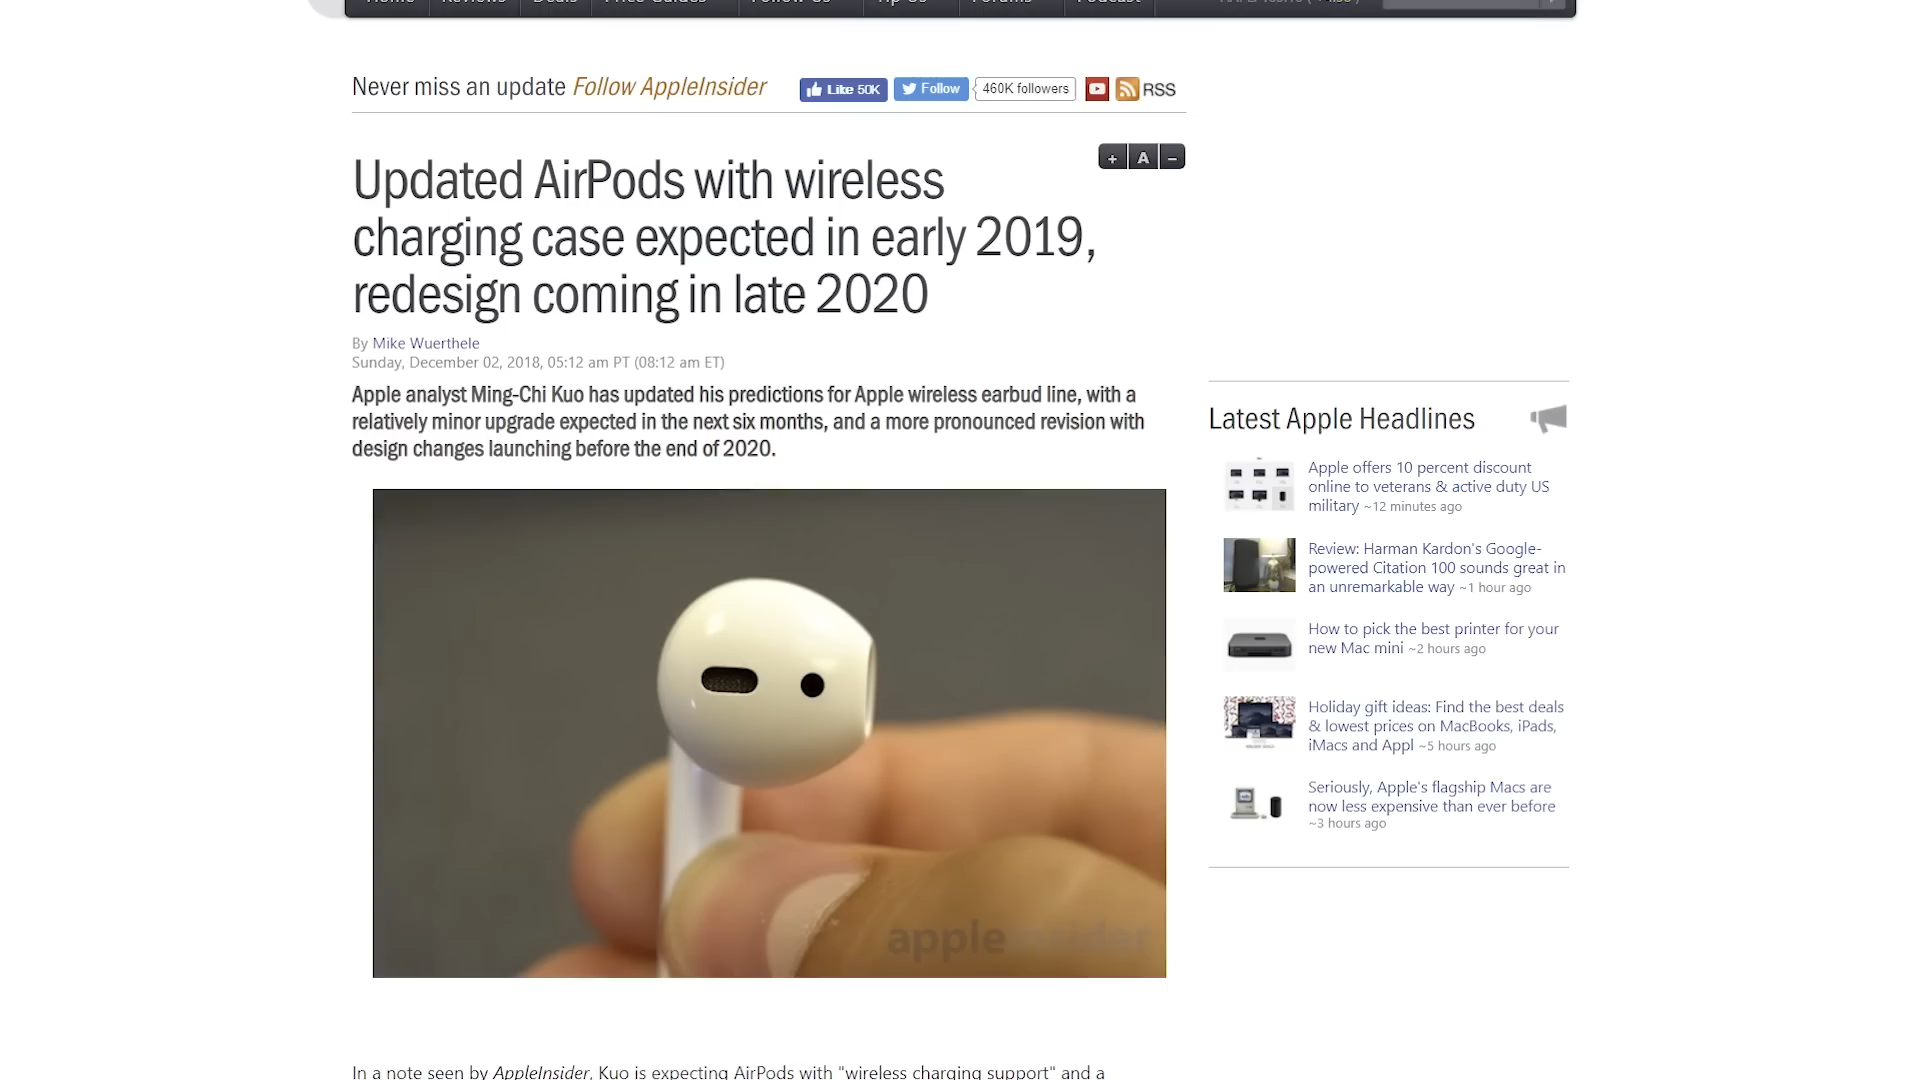 Never miss an update Follow AppleInsider
Like 50K
Follow
460K followers
RSS
+ A −
Updated AirPods with wireless
charging case expected in early 2019,
redesign coming in late 2020
By Mike Wuerthele
Sunday, December 02, 2018, 05:12 am PT (08:12 am ET)
Apple analyst Ming-Chi Kuo has updated his predictions for Apple wireless earbud line, with a
relatively minor upgrade expected in the next six months, and a more pronounced revision with
design changes launching before the end of 2020.
appleinsider
In a note seen by AppleInsider, Kuo is expecting AirPods with "wireless charging support" and a
Latest Apple Headlines
Apple offers 10 percent discount
online to veterans & active duty US
military ~12 minutes ago
Review: Harman Kardon's Google-
powered Citation 100 sounds great in
an unremarkable way ~1 hour ago
How to pick the best printer for your
new Mac mini ~2 hours ago
Holiday gift ideas: Find the best deals
& lowest prices on MacBooks, iPads,
iMacs and Appl ~5 hours ago
Seriously, Apple's flagship Macs are
now less expensive than ever before
~3 hours ago